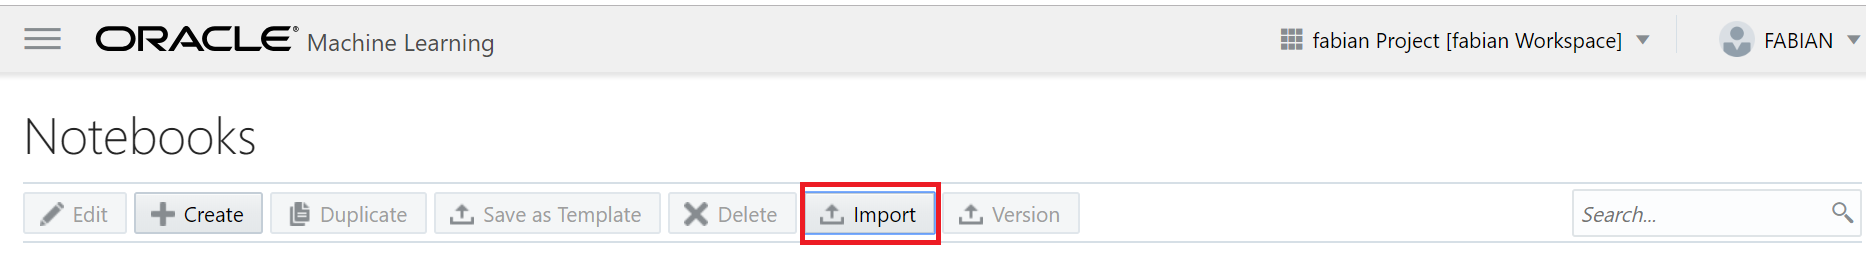 ORACLE® Machine Learning fabian Project [fabian Workspace] FABIAN
Notebooks
Edit Create Duplicate Save as Template Delete Import Version Search...